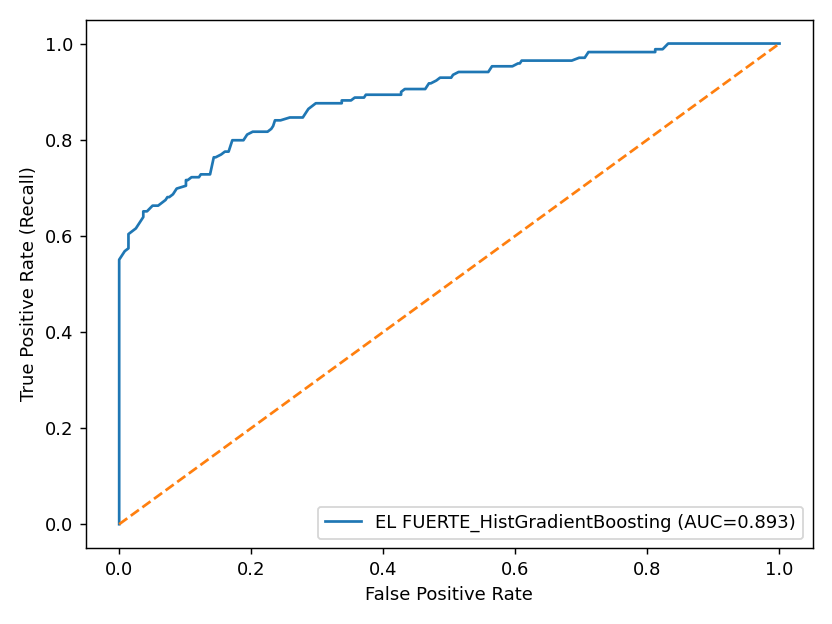 1.0
0.8
0.6
0.4
0.2
0.0
True Positive Rate (Recall)
EL FUERTE_HistGradientBoosting (AUC=0.893)
0.0 0.2 0.4 0.6 0.8 1.0
False Positive Rate